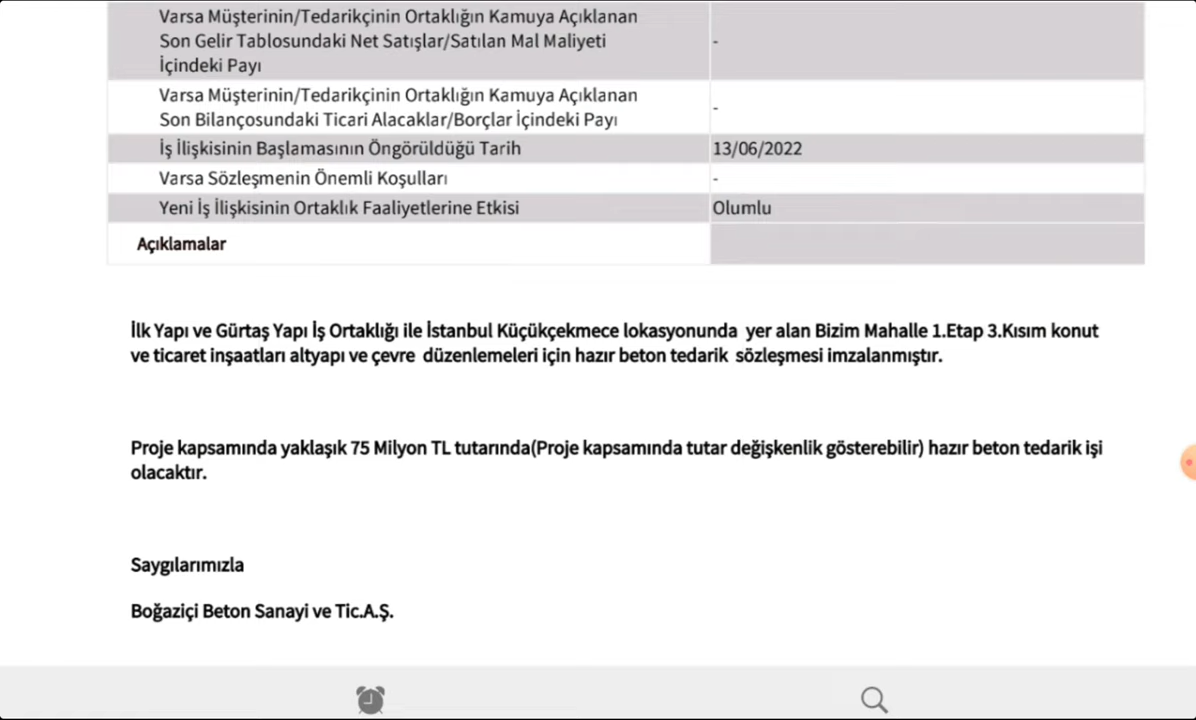 Varsa Müşterinin/Tedarikçinin Ortaklığın Kamuya Açıklanan
Son Gelir Tablosundaki Net Satışlar/Satılan Mal Maliyeti
İçindeki Payı
-
Varsa Müşterinin/Tedarikçinin Ortaklığın Kamuya Açıklanan
Son Bilançosundaki Ticari Alacaklar/Borçlar İçindeki Payı
-
İş İlişkisinin Başlamasının Öngörüldüğü Tarih
13/06/2022
Varsa Sözleşmenin Önemli Koşulları
-
Yeni İş İlişkisinin Ortaklık Faaliyetlerine Etkisi
Olumlu
Açıklamalar
İlk Yapı ve Gürtaş Yapı İş Ortaklığı ile İstanbul Küçükçekmece lokasyonunda yer alan Bizim Mahalle 1.Etap 3.Kısım konut
ve ticaret inşaatları altyapı ve çevre düzenlemeleri için hazır beton tedarik sözleşmesi imzalanmıştır.
Proje kapsamında yaklaşık 75 Milyon TL tutarında(Proje kapsamında tutar değişkenlik gösterebilir) hazır beton tedarik işi
olacaktır.
Saygılarımızla
Boğaziçi Beton Sanayi ve Tic.A.Ş.